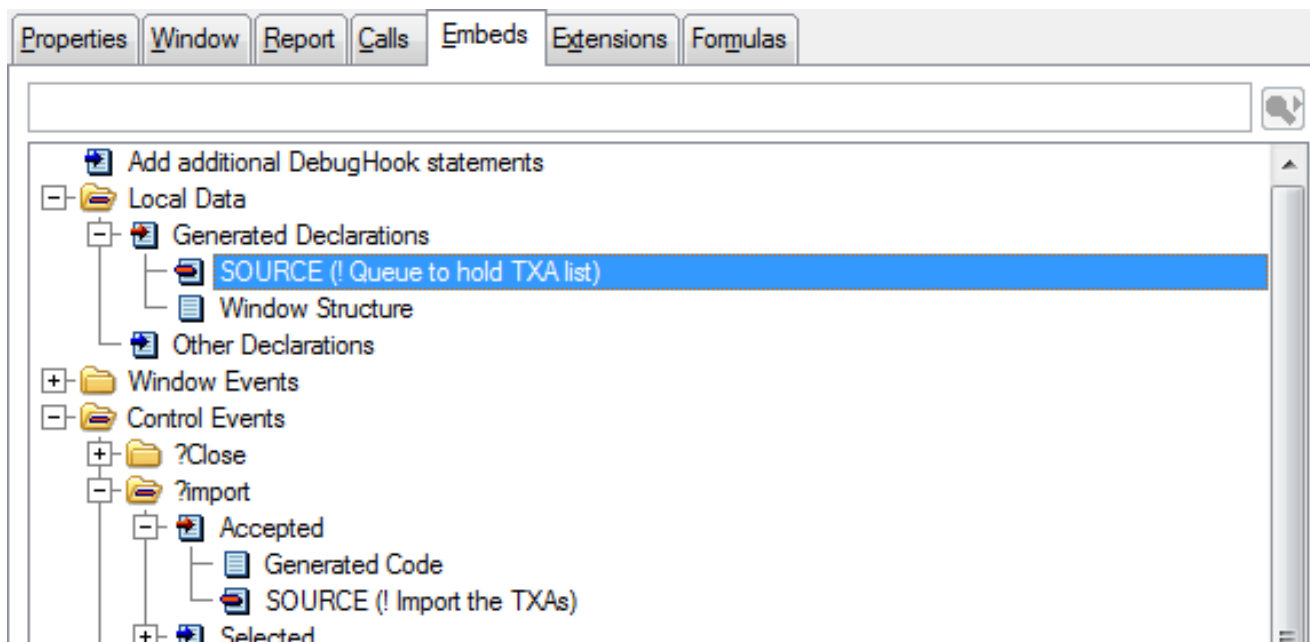 Properties Window Report Calls Embeds Extensions Formulas
Add additional DebugHook statements
Local Data
Generated Declarations
SOURCE (! Queue to hold TXA list)
Window Structure
Other Declarations
Window Events
Control Events
?Close
?import
Accepted
Generated Code
SOURCE (! Import the TXAs)
Selected